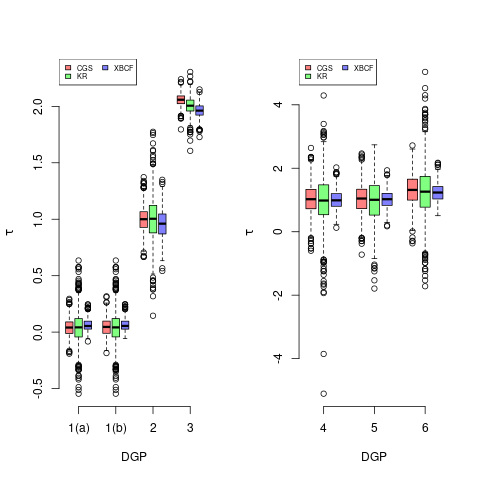 CGS XBCF
KR
τ
2.0
1.5
1.0
0.5
0.0
-0.5
1(a) 1(b) 2 3
DGP
CGS XBCF
KR
τ
4
2
0
-2
-4
4 5 6
DGP